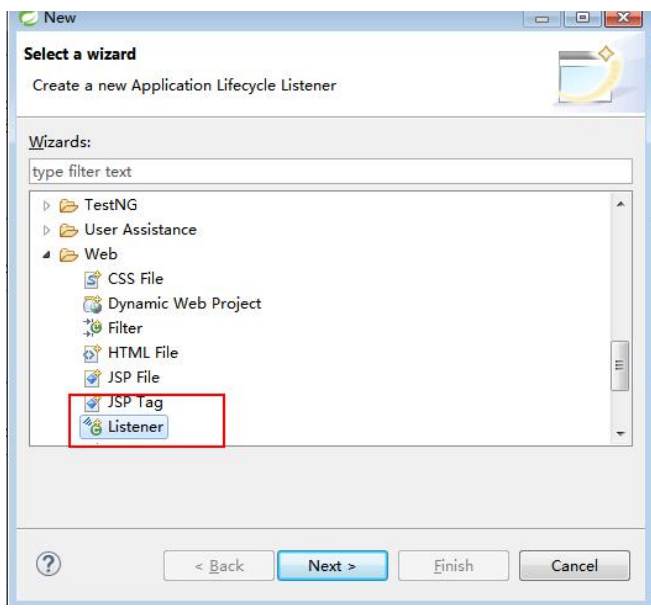 New
Select a wizard
Create a new Application Lifecycle Listener
Wizards:
type filter text
TestNG
User Assistance
Web
CSS File
Dynamic Web Project
Filter
HTML File
JSP File
JSP Tag
Listener
< Back Next > Finish Cancel